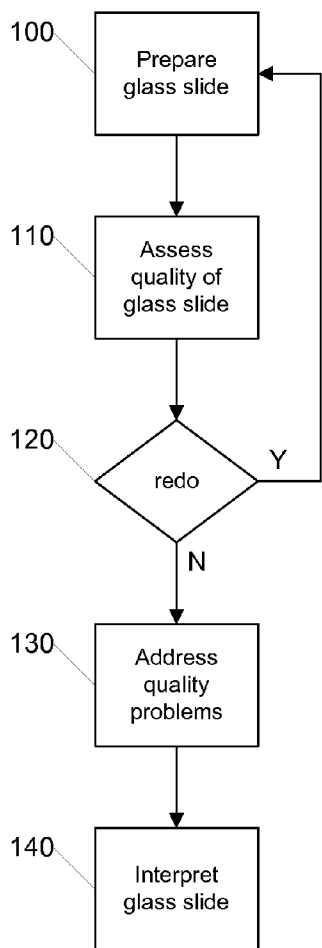 100
Prepare
glass slide
110
Assess
quality of
glass slide
120
redo
Y
N
130
Address
quality
problems
140
Interpret
glass slide